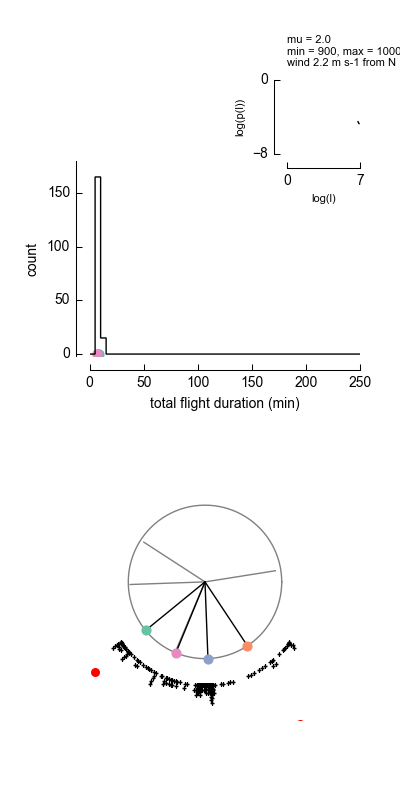 mu = 2.0
min = 900, max = 1000
wind 2.2 m s-1 from N
0
log(p(l))
−8
0 7
log(l)
150
100
50
0
count
0 50 100 150 200 250
total flight duration (min)